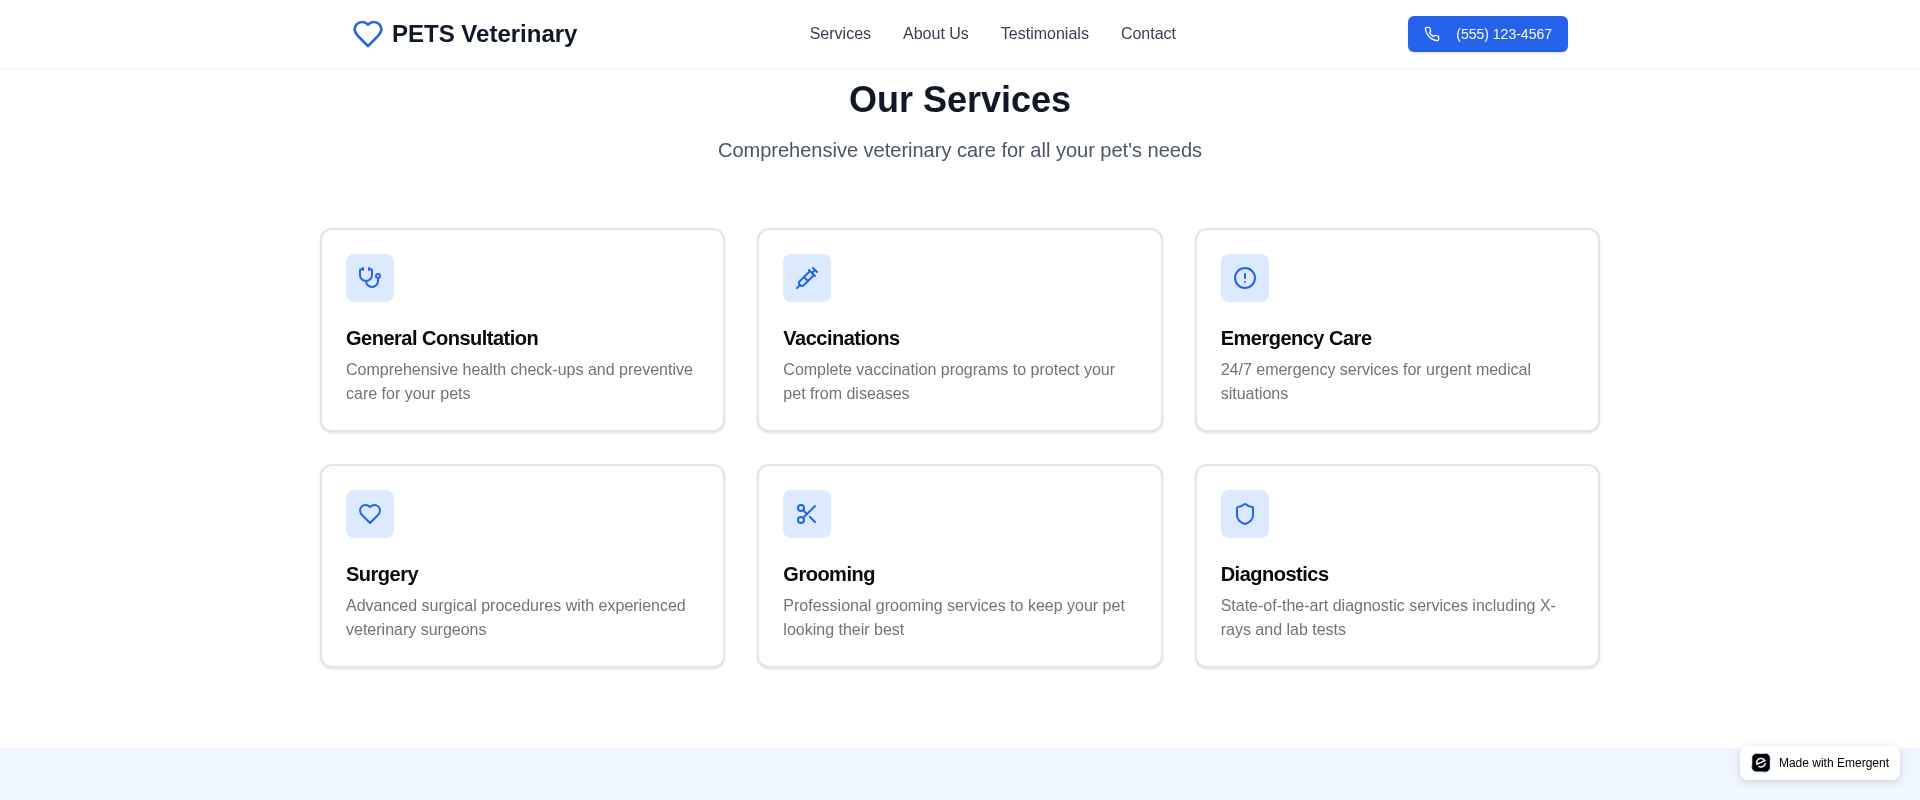 PETS Veterinary
Services
About Us
Testimonials
Contact
(555) 123-4567
Our Services
Comprehensive veterinary care for all your pet's needs
General Consultation
Comprehensive health check-ups and preventive
care for your pets
Vaccinations
Complete vaccination programs to protect your
pet from diseases
Emergency Care
24/7 emergency services for urgent medical
situations
Surgery
Advanced surgical procedures with experienced
veterinary surgeons
Grooming
Professional grooming services to keep your pet
looking their best
Diagnostics
State-of-the-art diagnostic services including X-
rays and lab tests
Made with Emergent